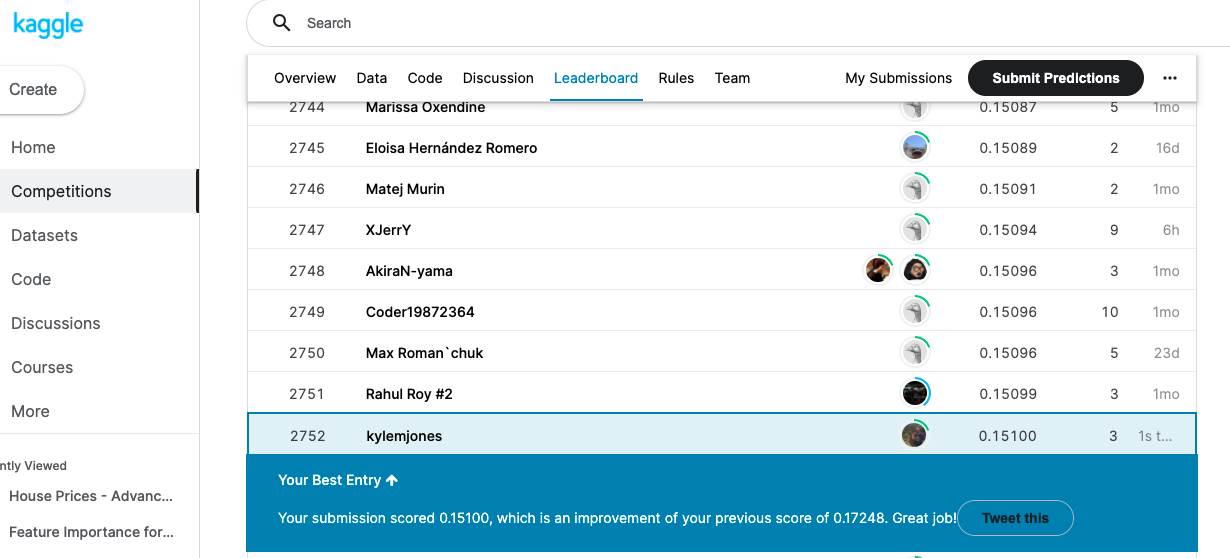 kaggle
Search
Create
Overview Data Code Discussion Leaderboard Rules Team My Submissions Submit Predictions ...
Home
Competitions
Datasets
Code
Discussions
Courses
More
ntly Viewed
House Prices - Advanc...
Feature Importance for...
2744 Marissa Oxendine 0.15087 5 1mo
2745 Eloisa Hernández Romero 0.15089 2 16d
2746 Matej Murin 0.15091 2 1mo
2747 XJerrY 0.15094 9 6h
2748 AkiraN-yama 0.15096 3 1mo
2749 Coder19872364 0.15096 10 1mo
2750 Max Roman`chuk 0.15096 5 23d
2751 Rahul Roy #2 0.15099 3 1mo
2752 kylemjones 0.15100 3 1s t...
Your Best Entry
Your submission scored 0.15100, which is an improvement of your previous score of 0.17248. Great job! Tweet this